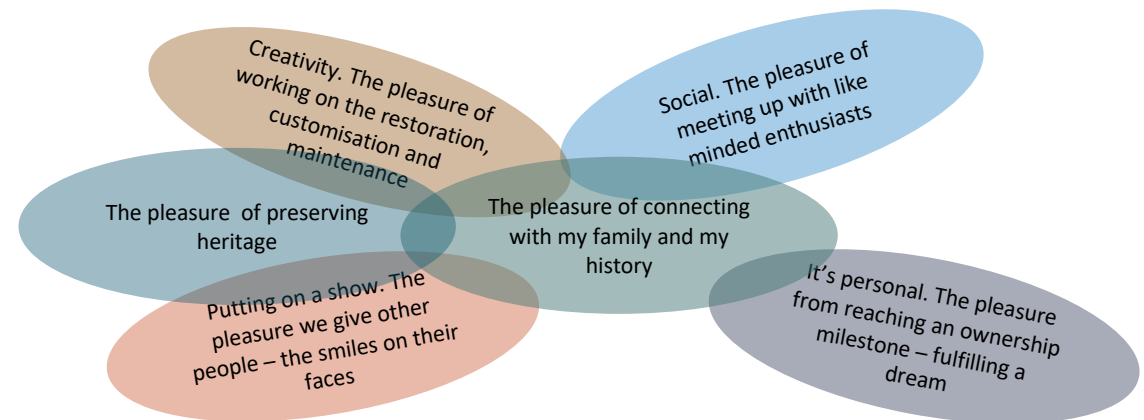 Creativity. The pleasure of
working on the restoration,
customisation and
maintenance
Social. The pleasure of
meeting up with like
minded enthusiasts
The pleasure  of preserving
heritage
The pleasure of connecting
with my family and my
history
Putting on a show. The
pleasure we give other
people – the smiles on their
faces
It’s personal. The pleasure
from reaching an ownership
milestone – fulfilling a
dream